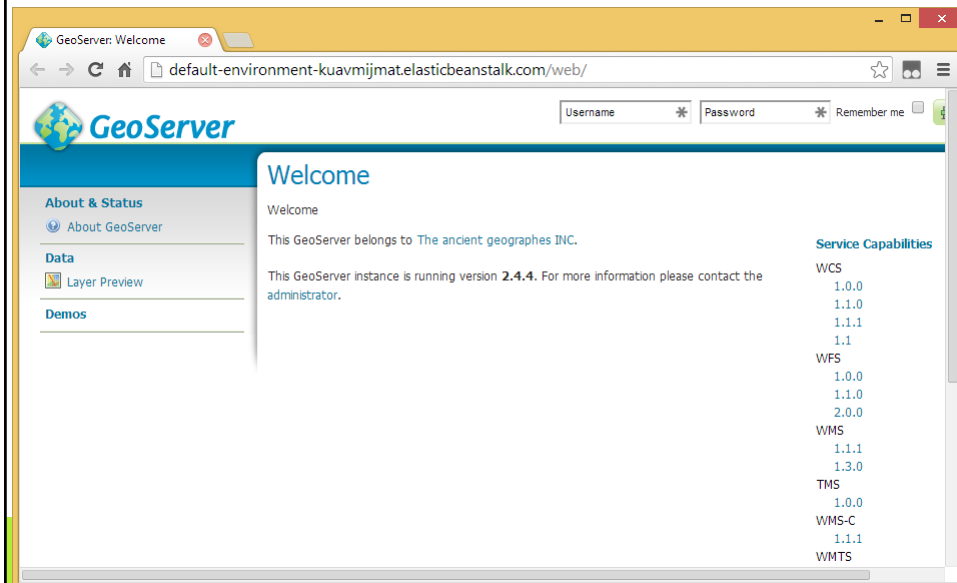 GeoServer: Welcome
default-environment-kuavmijmat.elasticbeanstalk.com/web/
GeoServer
Username
Password
Remember me
Welcome
About & Status
About GeoServer
Data
Layer Preview
Demos
Welcome
This GeoServer belongs to The ancient geographes INC.
This GeoServer instance is running version 2.4.4. For more information please contact the
administrator.
Service Capabilities
WCS
1.0.0
1.1.0
1.1.1
1.1
WFS
1.0.0
1.1.0
2.0.0
WMS
1.1.1
1.3.0
TMS
1.0.0
WMS-C
1.1.1
WMTS